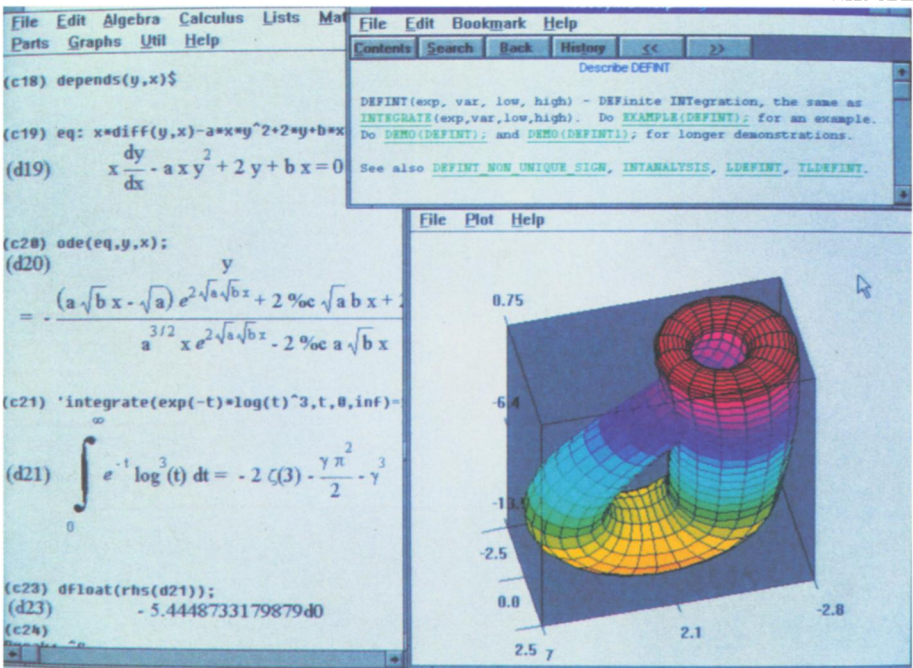 File Edit Algebra Calculus Lists Mat
Parts Graphs Util Help
(c18) depends(y,x)$
(c19) eq: x*diff(y,x)-a*x*y^2+2*y+b*x
(d19) x dy/dx - a x y^2 + 2 y + b x = 0
(c20) ode(eq,y,x);
(d20) y
= - ((a √b x - √a) e^(2 √a √b x) + 2 %c √a b x + 2
a^(3/2) x e^(2 √a √b x) - 2 %c a √b x
(c21) 'integrate(exp(-t)*log(t)^3,t,0,inf)=
(d21) ∫ 0 ∞ e^-t log^3(t) dt = - 2 ζ(3) - γ π^2 / 2 - γ^3
(c23) dfloat(rhs(d21));
(d23) - 5.4448733179879d0
(c24)
File Edit Bookmark Help
Contents Search Back History << >>
Describe DEFINT
DEFINT(exp, var, low, high) - DEFinite INTegration, the same as
INTEGRATE(exp,var,low,high). Do EXAMPLE(DEFINT); for an example.
Do DEMO(DEFINT); and DEMO(DEFINT1); for longer demonstrations.
See also DEFINT_NON_UNIQUE_SIGN, INTANALYSIS, LDEFINT, TLDEFINT.
File Plot Help
0.75
-6.4
-13.
-2.5
0.0
2.5
7
2.1
-2.8